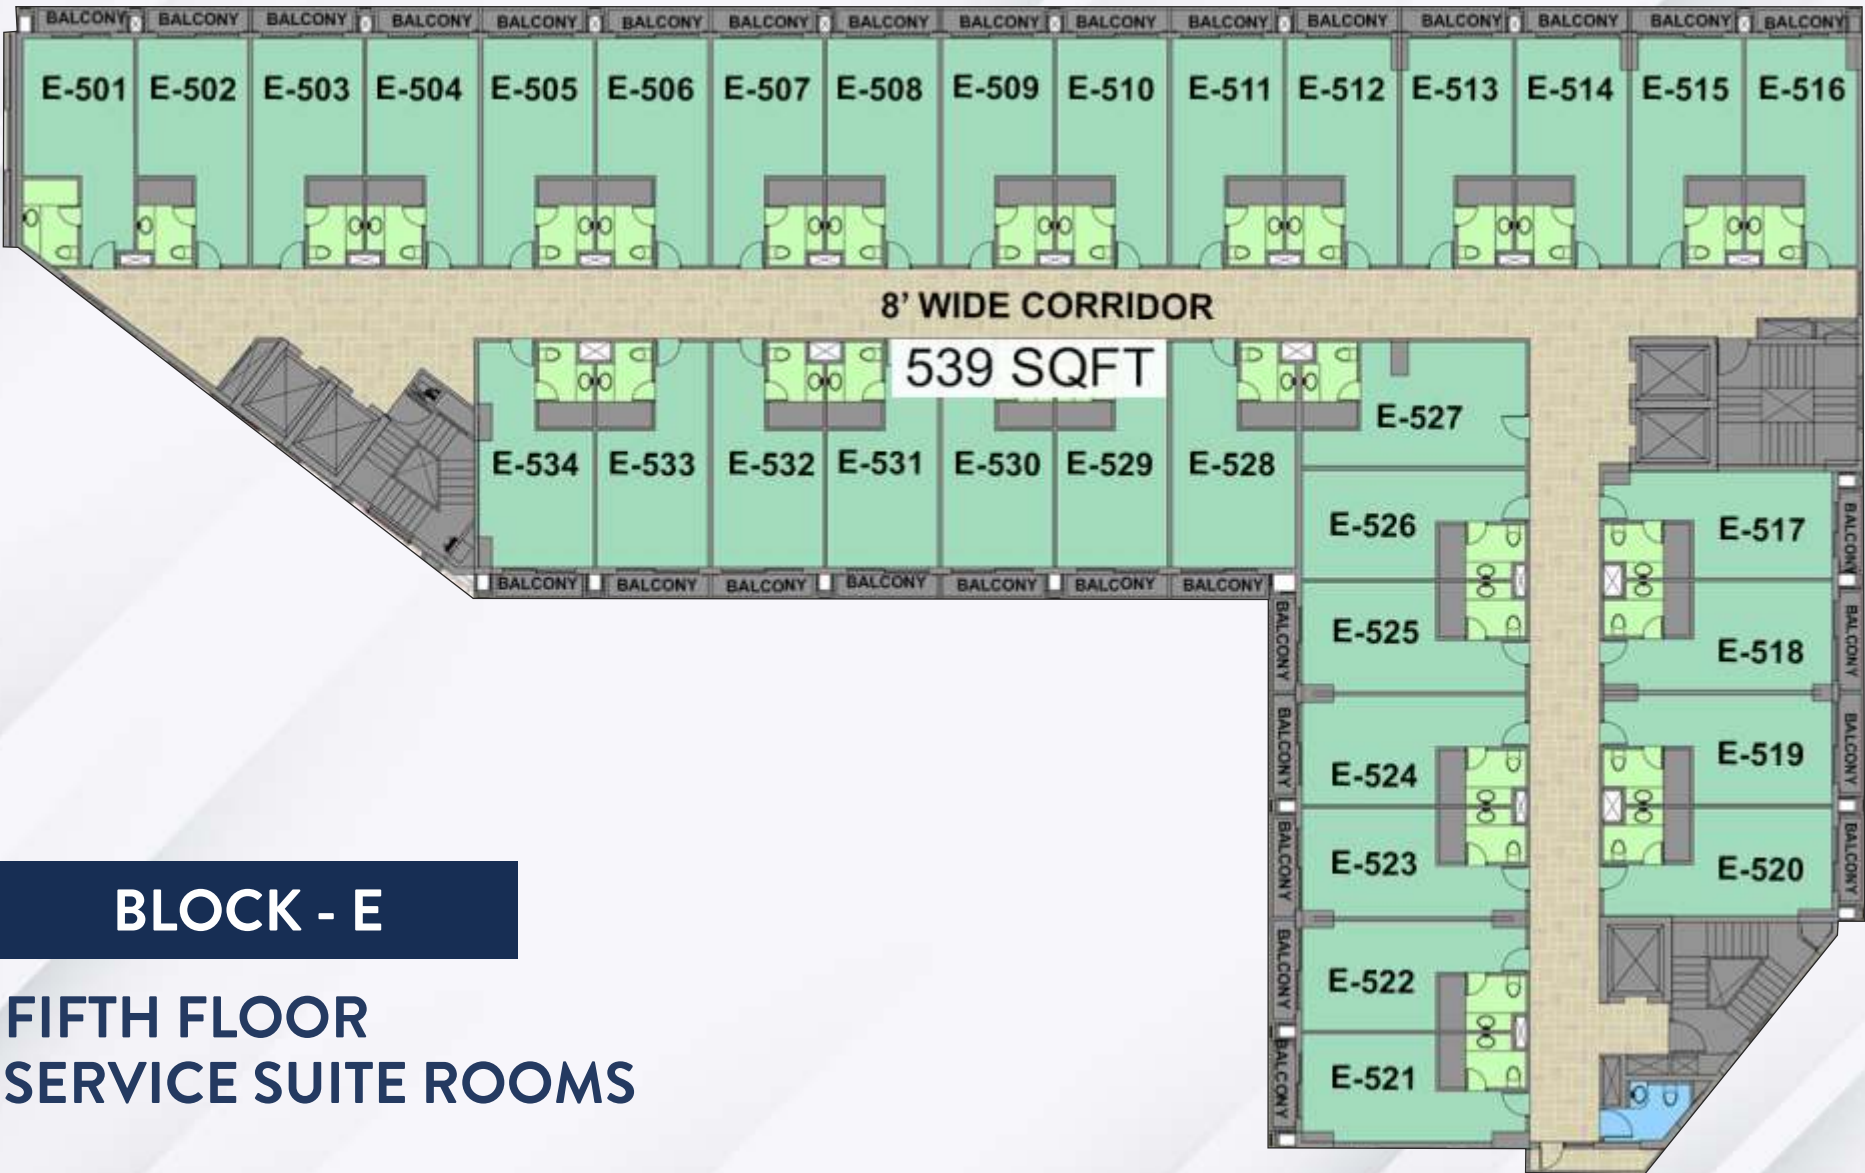 BALCONY BALCONY BALCONY BALCONY BALCONY BALCONY BALCONY BALCONY BALCONY BALCONY BALCONY BALCONY BALCONY BALCONY BALCONY BALCONY
E-501 E-502 E-503 E-504 E-505 E-506 E-507 E-508 E-509 E-510 E-511 E-512 E-513 E-514 E-515 E-516
8' WIDE CORRIDOR
539 SQFT
E-527
E-534 E-533 E-532 E-531 E-530 E-529 E-528
E-526
E-517
BALCONY
BALCONY BALCONY BALCONY BALCONY BALCONY BALCONY BALCONY
BALCONY
E-525
E-518
BALCONY
BALCONY
E-524
E-519
BALCONY
BALCONY
E-523
E-520
BALCONY
BALCONY
E-522
BALCONY
E-521
BLOCK - E
FIFTH FLOOR
SERVICE SUITE ROOMS